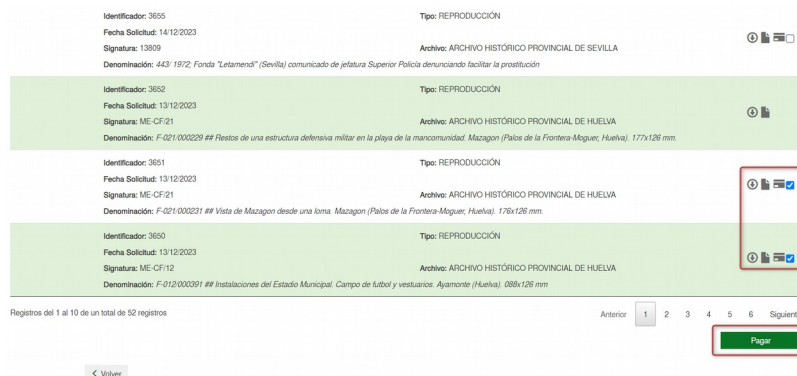 Identificador: 3655 Tipo: REPRODUCCIÓN
Fecha Solicitud: 14/12/2023
Signatura: 13809 Archivo: ARCHIVO HISTÓRICO PROVINCIAL DE SEVILLA
Denominación: 443/ 1972; Fonda "Letamendi" (Sevilla) comunicado de jefatura Superior Policía denunciando facilitar la prostitución
Identificador: 3652 Tipo: REPRODUCCIÓN
Fecha Solicitud: 13/12/2023
Signatura: ME-CF/21 Archivo: ARCHIVO HISTÓRICO PROVINCIAL DE HUELVA
Denominación: F-021/000229 ## Restos de una estructura defensiva militar en la playa de la mancomunidad. Mazagon (Palos de la Frontera-Moguer, Huelva). 177x126 mm.
Identificador: 3651 Tipo: REPRODUCCIÓN
Fecha Solicitud: 13/12/2023
Signatura: ME-CF/21 Archivo: ARCHIVO HISTÓRICO PROVINCIAL DE HUELVA
Denominación: F-021/000231 ## Vista de Mazagon desde una loma. Mazagon (Palos de la Frontera-Moguer, Huelva). 176x126 mm.
Identificador: 3650 Tipo: REPRODUCCIÓN
Fecha Solicitud: 13/12/2023
Signatura: ME-CF/12 Archivo: ARCHIVO HISTÓRICO PROVINCIAL DE HUELVA
Denominación: F-012/000391 ## Instalaciones del Estadio Municipal. Campo de futbol y vestuarios. Ayamonte (Huelva). 088x126 mm
Registros del 1 al 10 de un total de 52 registros Anterior 1 2 3 4 5 6 Siguient
Pagar
Volver